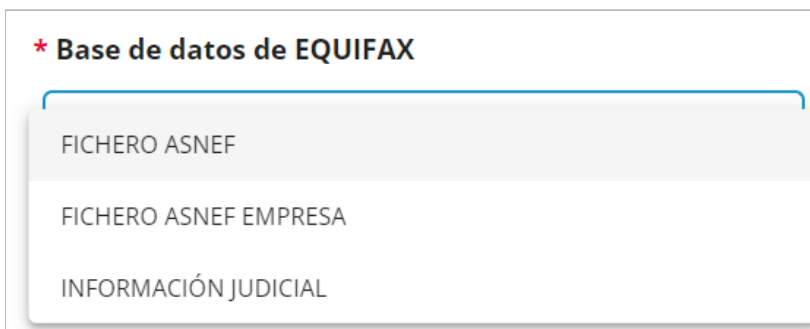 * Base de datos de EQUIFAX
FICHERO ASNEF
FICHERO ASNEF EMPRESA
INFORMACIÓN JUDICIAL